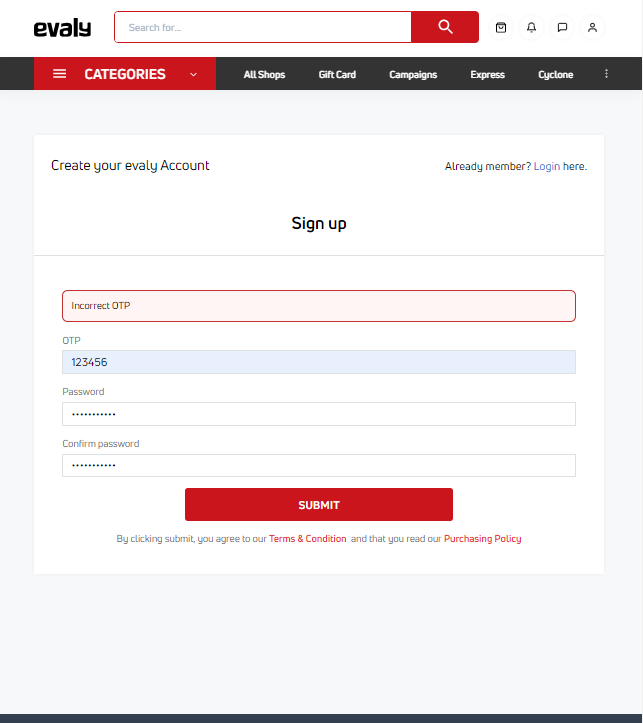 evaly
Search for...
CATEGORIES All Shops Gift Card Campaigns Express Cyclone
Create your evaly Account Already member? Login here.
Sign up
Incorrect OTP
OTP
123456
Password
•••••••••••
Confirm password
•••••••••••
SUBMIT
By clicking submit, you agree to our Terms & Condition and that you read our Purchasing Policy